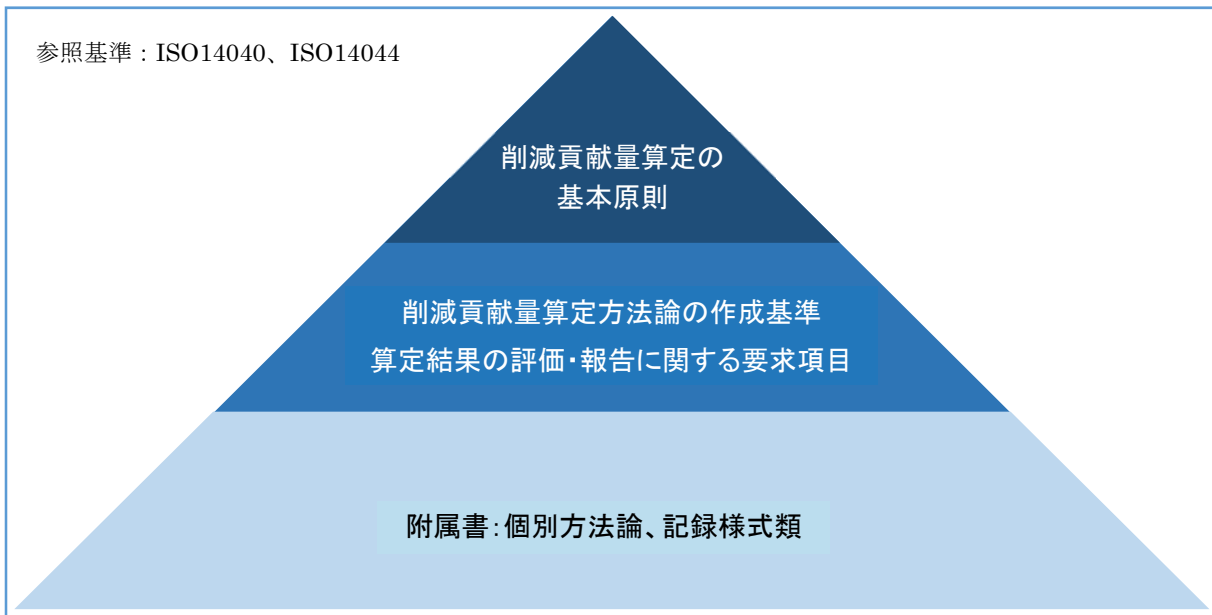 参照基準：ISO14040、ISO14044
削減貢献量算定の
基本原則
削減貢献量算定方法論の作成基準
算定結果の評価・報告に関する要求項目
附属書：個別方法論、記録様式類